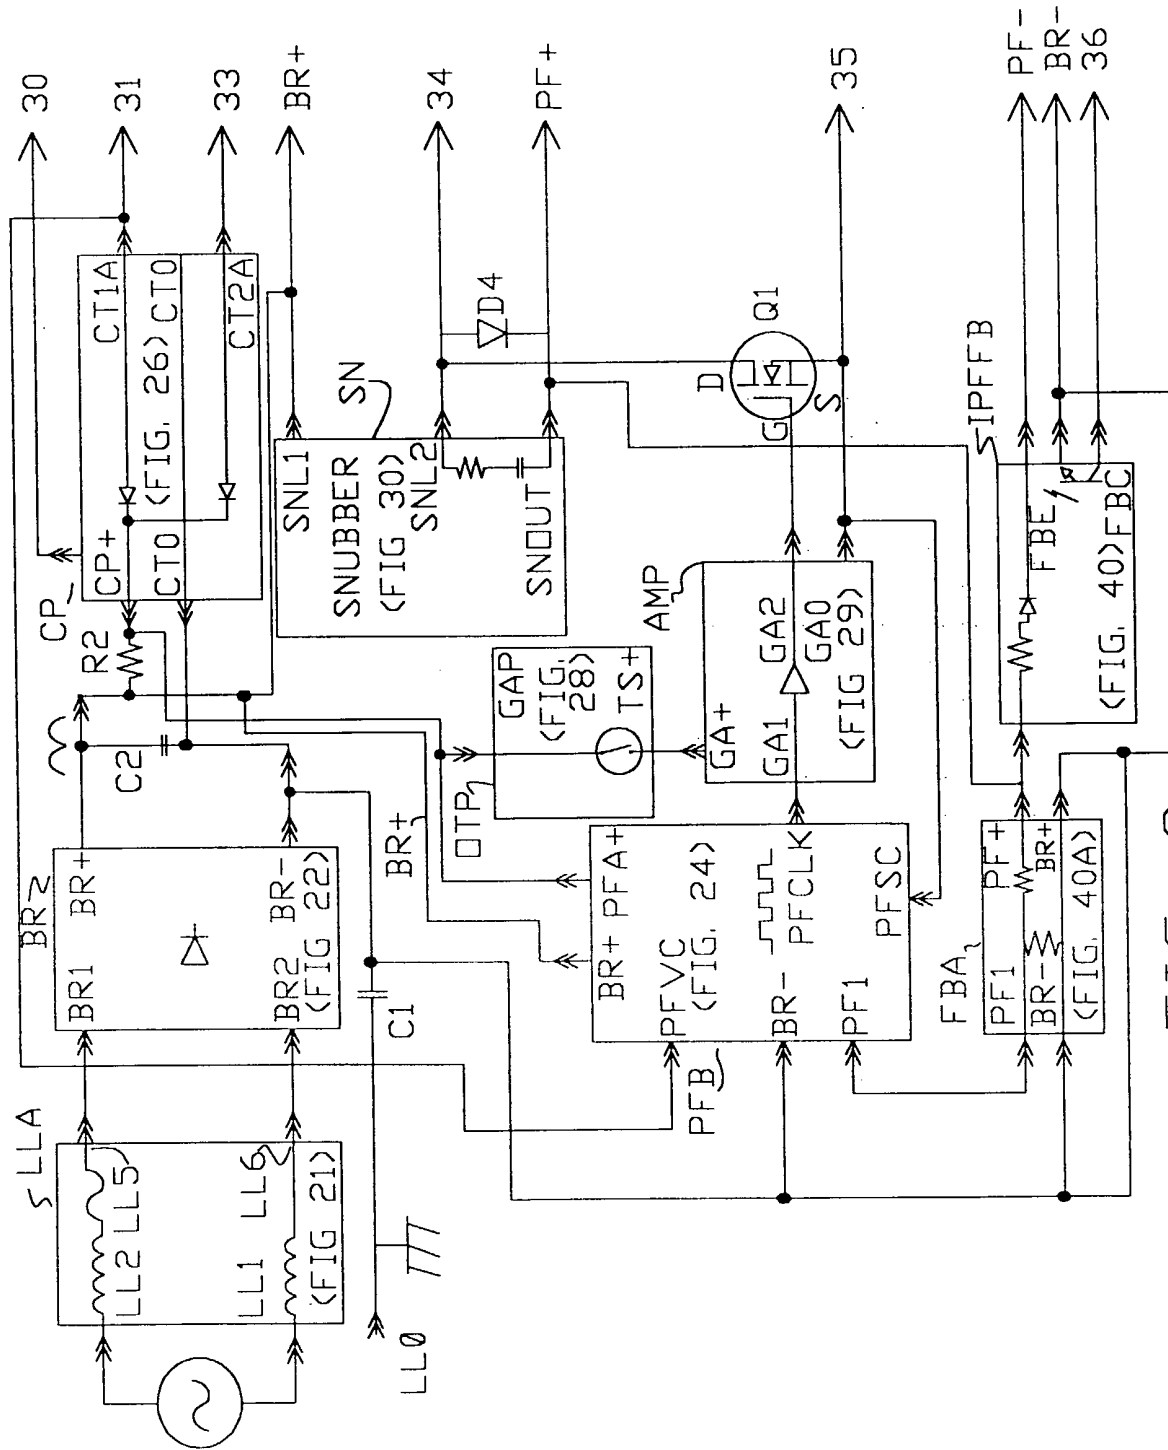 LLA
LL2
LL5
LL1
LL6
(FIG 21)
LL0
BR
BR1
BR+
BR2
BR-
(FIG 22)
C1
C2
R2
CP
CP+
CT1A
(FIG. 26)
CT0
CT0
CT2A
30
31
33
BR+
SN
SNL1
SNUBBER
(FIG 30)
SNL2
SNOUT
34
D4
PF+
BR+
OTP
GAP
(FIG.
28)
TS+
AMP
GA+
GA1
GA2
GA0
(FIG 29)
D
G
S
Q1
35
PFB
BR+
PFA+
PFVC
(FIG. 24)
BR-
PFCLK
PF1
PFSC
FBA
PF1
PF+
BR-
BR+
(FIG. 40A)
IPFFB
FBE
(FIG. 40)
FBC
PF-
BR-
36